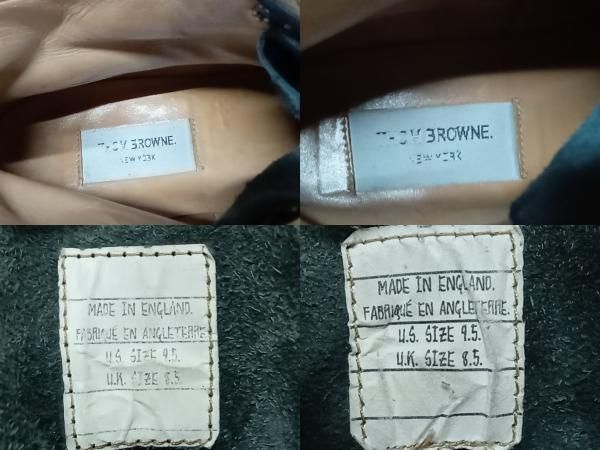 BROWNE.
NEW YORK
BROWNE.
NEW YORK
MADE IN ENGLAND.
FABRIQUÉ EN ANGLETERRE
U.S. SIZE 9.5.
U.K. SIZE 8.5.
MADE IN ENGLAND.
FABRIQUÉ EN ANGLETERRE.
U.S. SIZE 9.5.
U.K. SIZE 8.5.